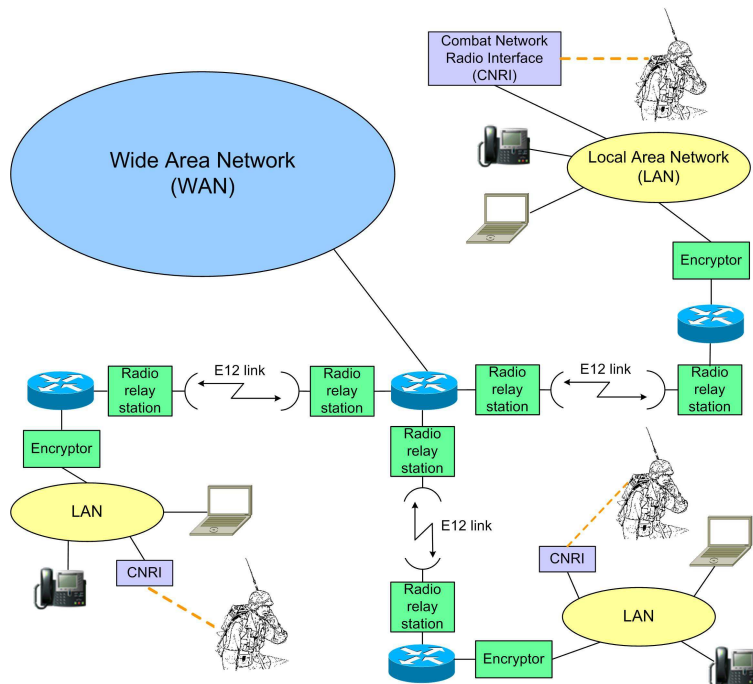 Combat Network
Radio Interface
(CNRI)
Wide Area Network
(WAN)
Local Area Network
(LAN)
Encryptor
E12 link
E12 link
Radio
relay
station
Radio
relay
station
Radio
relay
station
Radio
relay
station
Radio
relay
station
Encryptor
LAN
E12 link
CNRI
CNRI
Radio
relay
station
LAN
Encryptor